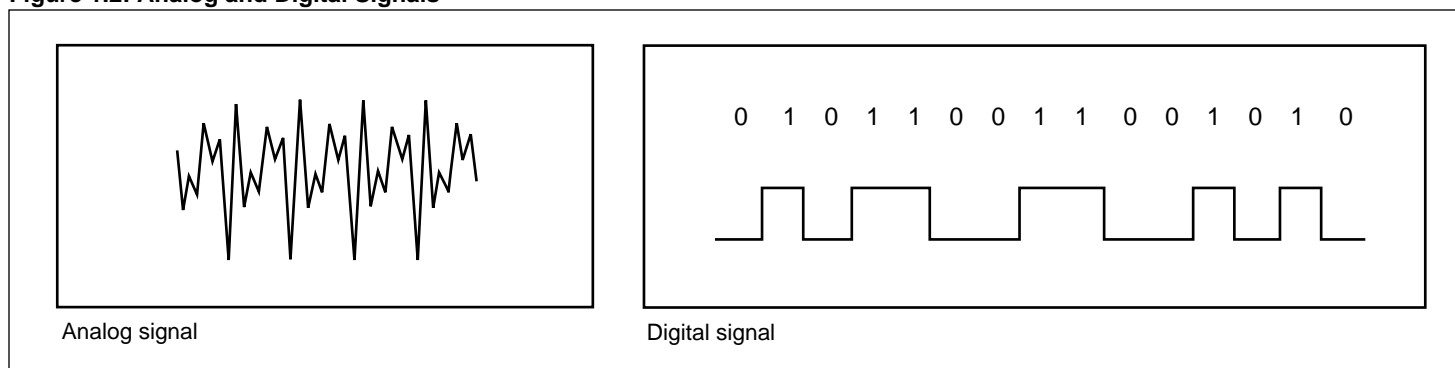 Figure 1.2: Analog and Digital Signals
0 1 0 1 1 0 0 1 1 0 0 1 0 1 0
Analog signal
Digital signal